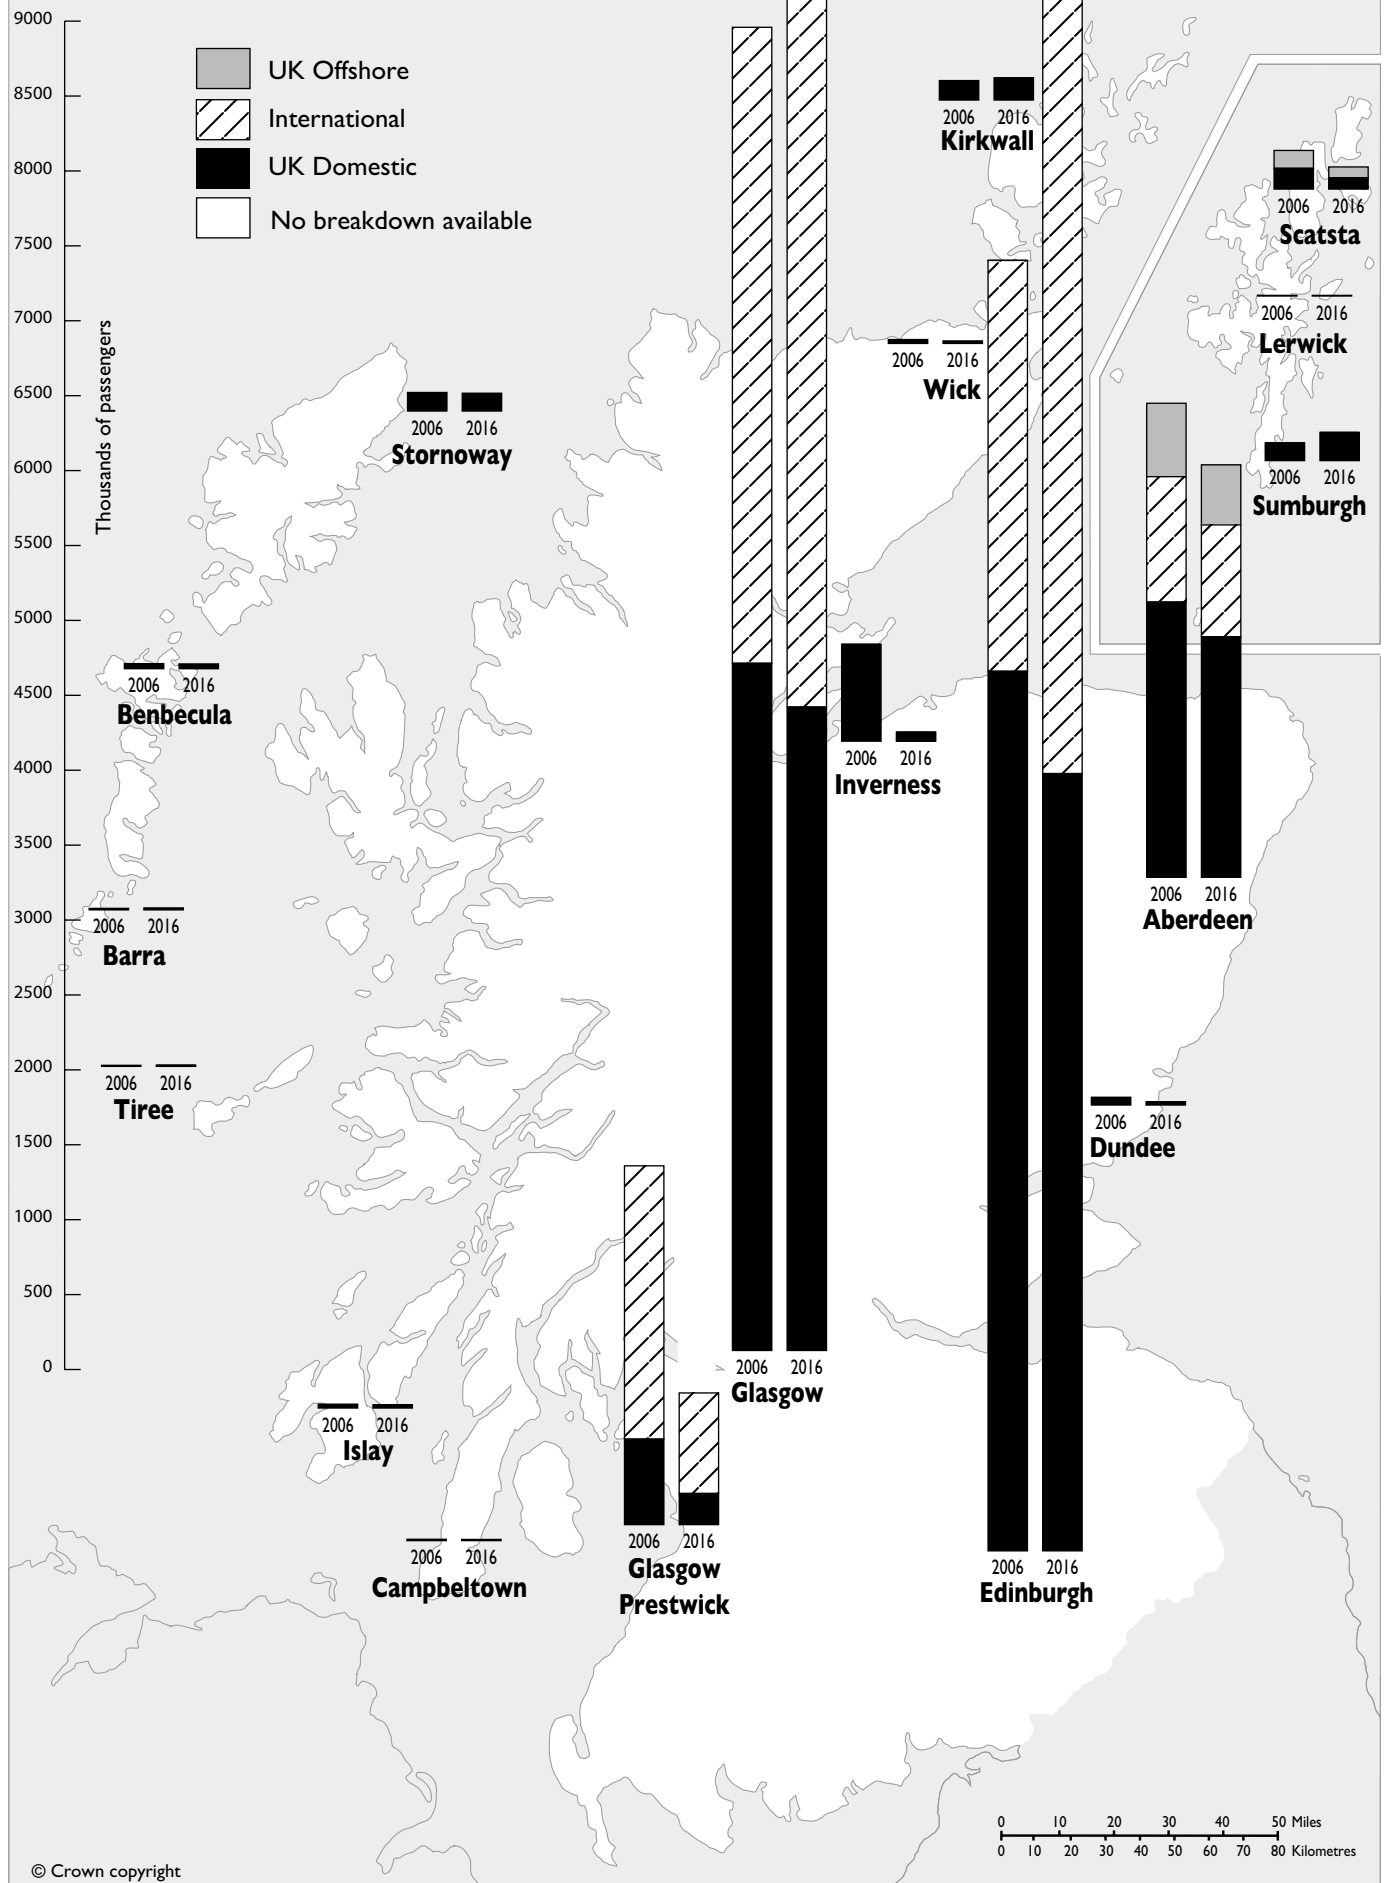 9000
8500
8000
7500
7000
6500
6000
5500
5000
4500
4000
3500
3000
2500
2000
1500
1000
500
0
Thousands of passengers
UK Offshore
International
UK Domestic
No breakdown available
2006 2016
Kirkwall
2006 2016
Scatsta
2006 2016
Lerwick
2006 2016
Wick
2006 2016
Stornoway
2006 2016
Sumburgh
2006 2016
Benbecula
2006 2016
Inverness
2006 2016
Aberdeen
2006 2016
Barra
2006 2016
Tiree
2006 2016
Dundee
2006 2016
Glasgow
2006 2016
Islay
2006 2016
Campbeltown
2006 2016
Glasgow
Prestwick
2006 2016
Edinburgh
0 10 20 30 40 50 Miles
0 10 20 30 40 50 60 70 80 Kilometres
© Crown copyright